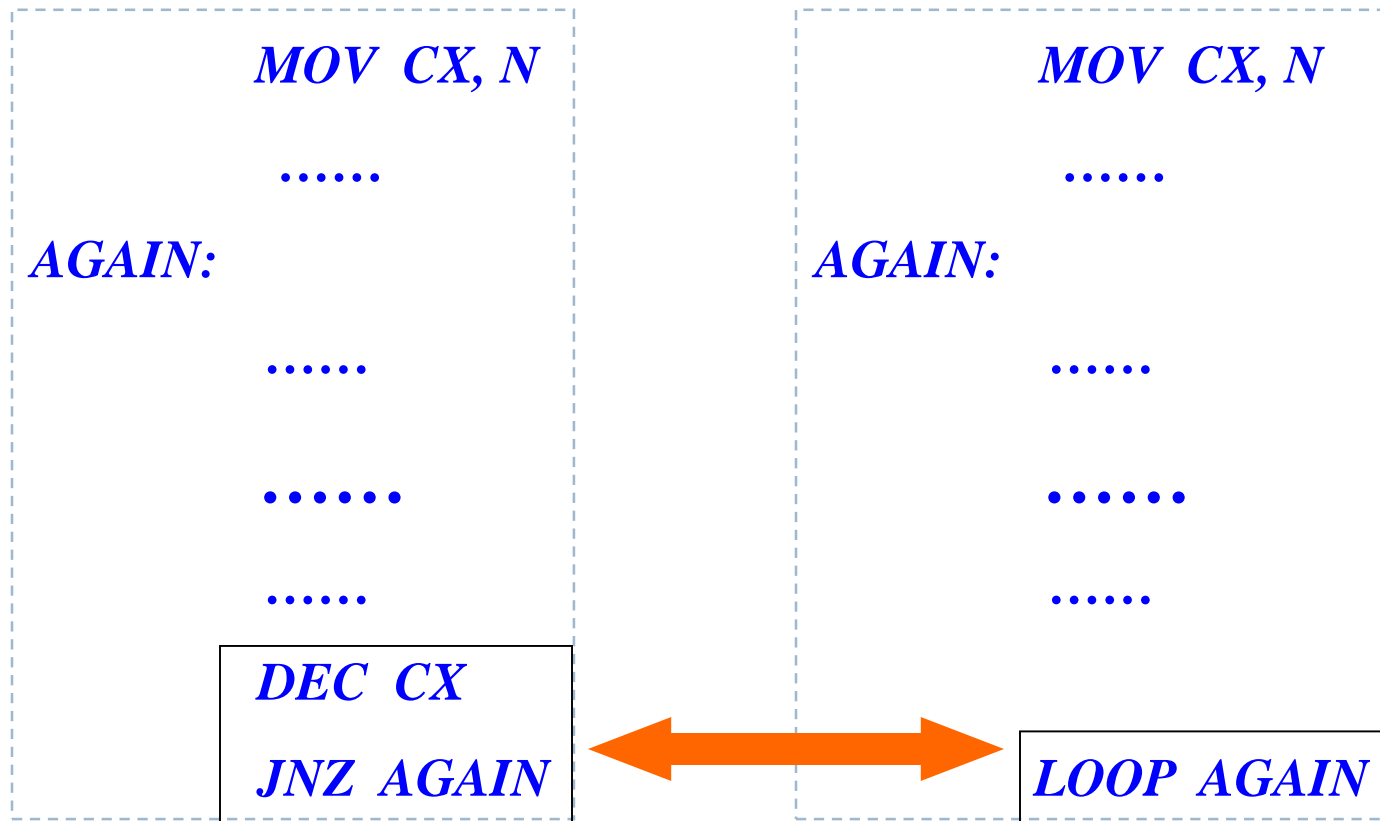 MOV CX, N
......
AGAIN:
......
......
......
DEC CX
JNZ AGAIN
MOV CX, N
......
AGAIN:
......
......
......
LOOP AGAIN